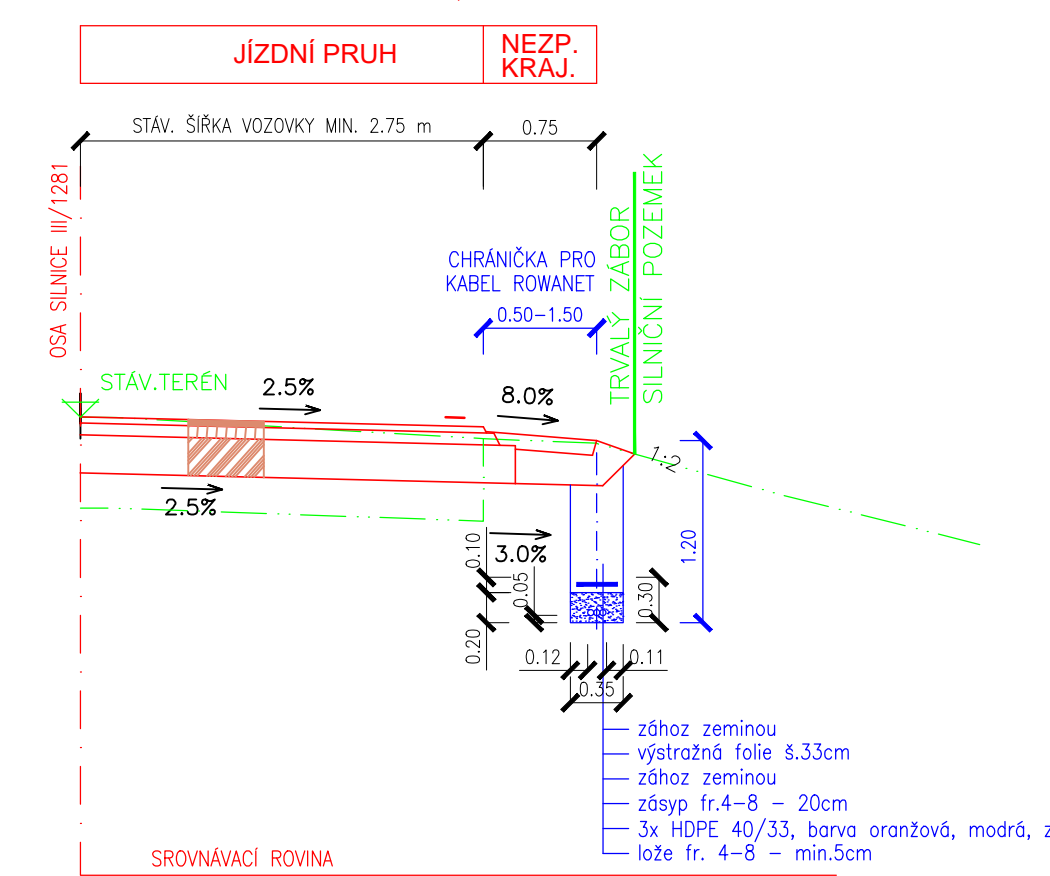 JÍZDNÍ PRUH
NEZP.
KRAJ.
STÁV. ŠÍŘKA VOZOVKY MIN. 2.75 m
0.75
OSA SILNICE III/1281
TRVALÝ ZÁBOR
SILNIČNÍ POZEMEK
CHRÁNIČKA PRO
KABEL ROWANET
0.50-1.50
STÁV.TERÉN
2.5%
8.0%
1:2
2.5%
3.0%
0.10
0.05
0.20
0.30
1.20
0.12
0.11
0.35
zához zeminou
výstražná folie š.33cm
zához zeminou
zásyp fr.4-8 - 20cm
3x HDPE 40/33, barva oranžová, modrá, z
lože fr. 4-8 - min.5cm
SROVNÁVACÍ ROVINA